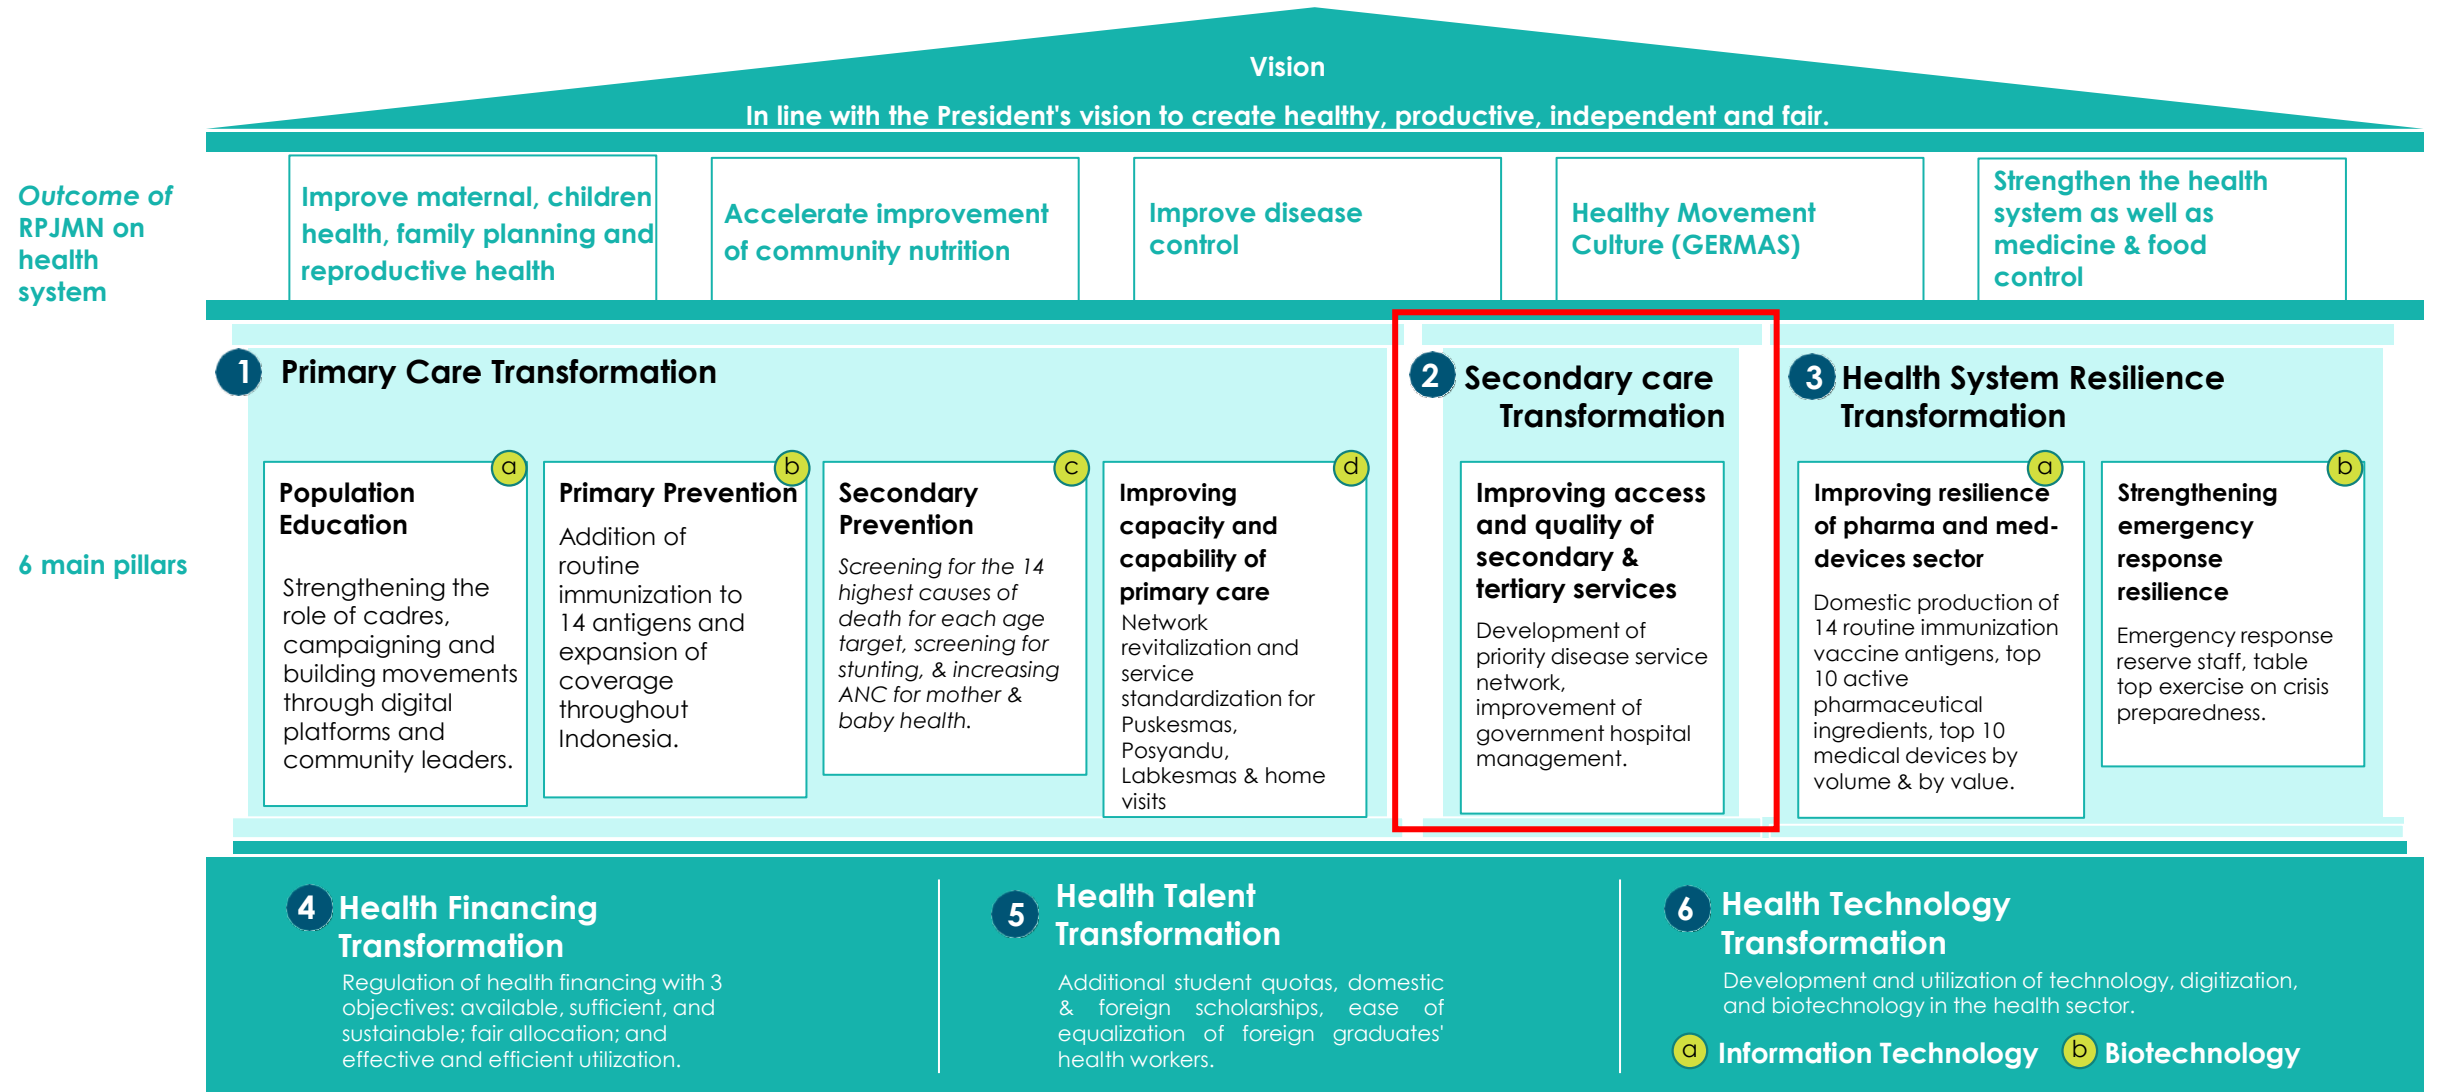 Vision
In line with the President's vision to create healthy, productive, independent and fair.
Outcome of
RPJMN on
health
system
Improve maternal, children
health, family planning and
reproductive health
Accelerate improvement
of community nutrition
Improve disease
control
Healthy Movement
Culture (GERMAS)
Strengthen the health
system as well as
medicine & food
control
6 main pillars
1 Primary Care Transformation
a
Population
Education
Strengthening the
role of cadres,
campaigning and
building movements
through digital
platforms and
community leaders.
b
Primary Prevention
Addition of
routine
immunization to
14 antigens and
expansion of
coverage
throughout
Indonesia.
c
Secondary
Prevention
Screening for the 14
highest causes of
death for each age
target, screening for
stunting, & increasing
ANC for mother &
baby health.
d
Improving
capacity and
capability of
primary care
Network
revitalization and
service
standardization for
Puskesmas,
Posyandu,
Labkesmas & home
visits
2 Secondary care
Transformation
Improving access
and quality of
secondary &
tertiary services
Development of
priority disease service
network,
improvement of
government hospital
management.
3 Health System Resilience
Transformation
a
Improving resilience
of pharma and med-
devices sector
Domestic production of
14 routine immunization
vaccine antigens, top
10 active
pharmaceutical
ingredients, top 10
medical devices by
volume & by value.
b
Strengthening
emergency
response
resilience
Emergency response
reserve staff, table
top exercise on crisis
preparedness.
4 Health Financing
Transformation
Regulation of health financing with 3
objectives: available, sufficient, and
sustainable; fair allocation; and
effective and efficient utilization.
5 Health Talent
Transformation
Additional student quotas, domestic
& foreign scholarships, ease of
equalization of foreign graduates'
health workers.
6 Health Technology
Transformation
Development and utilization of technology, digitization,
and biotechnology in the health sector.
a Information Technology b Biotechnology